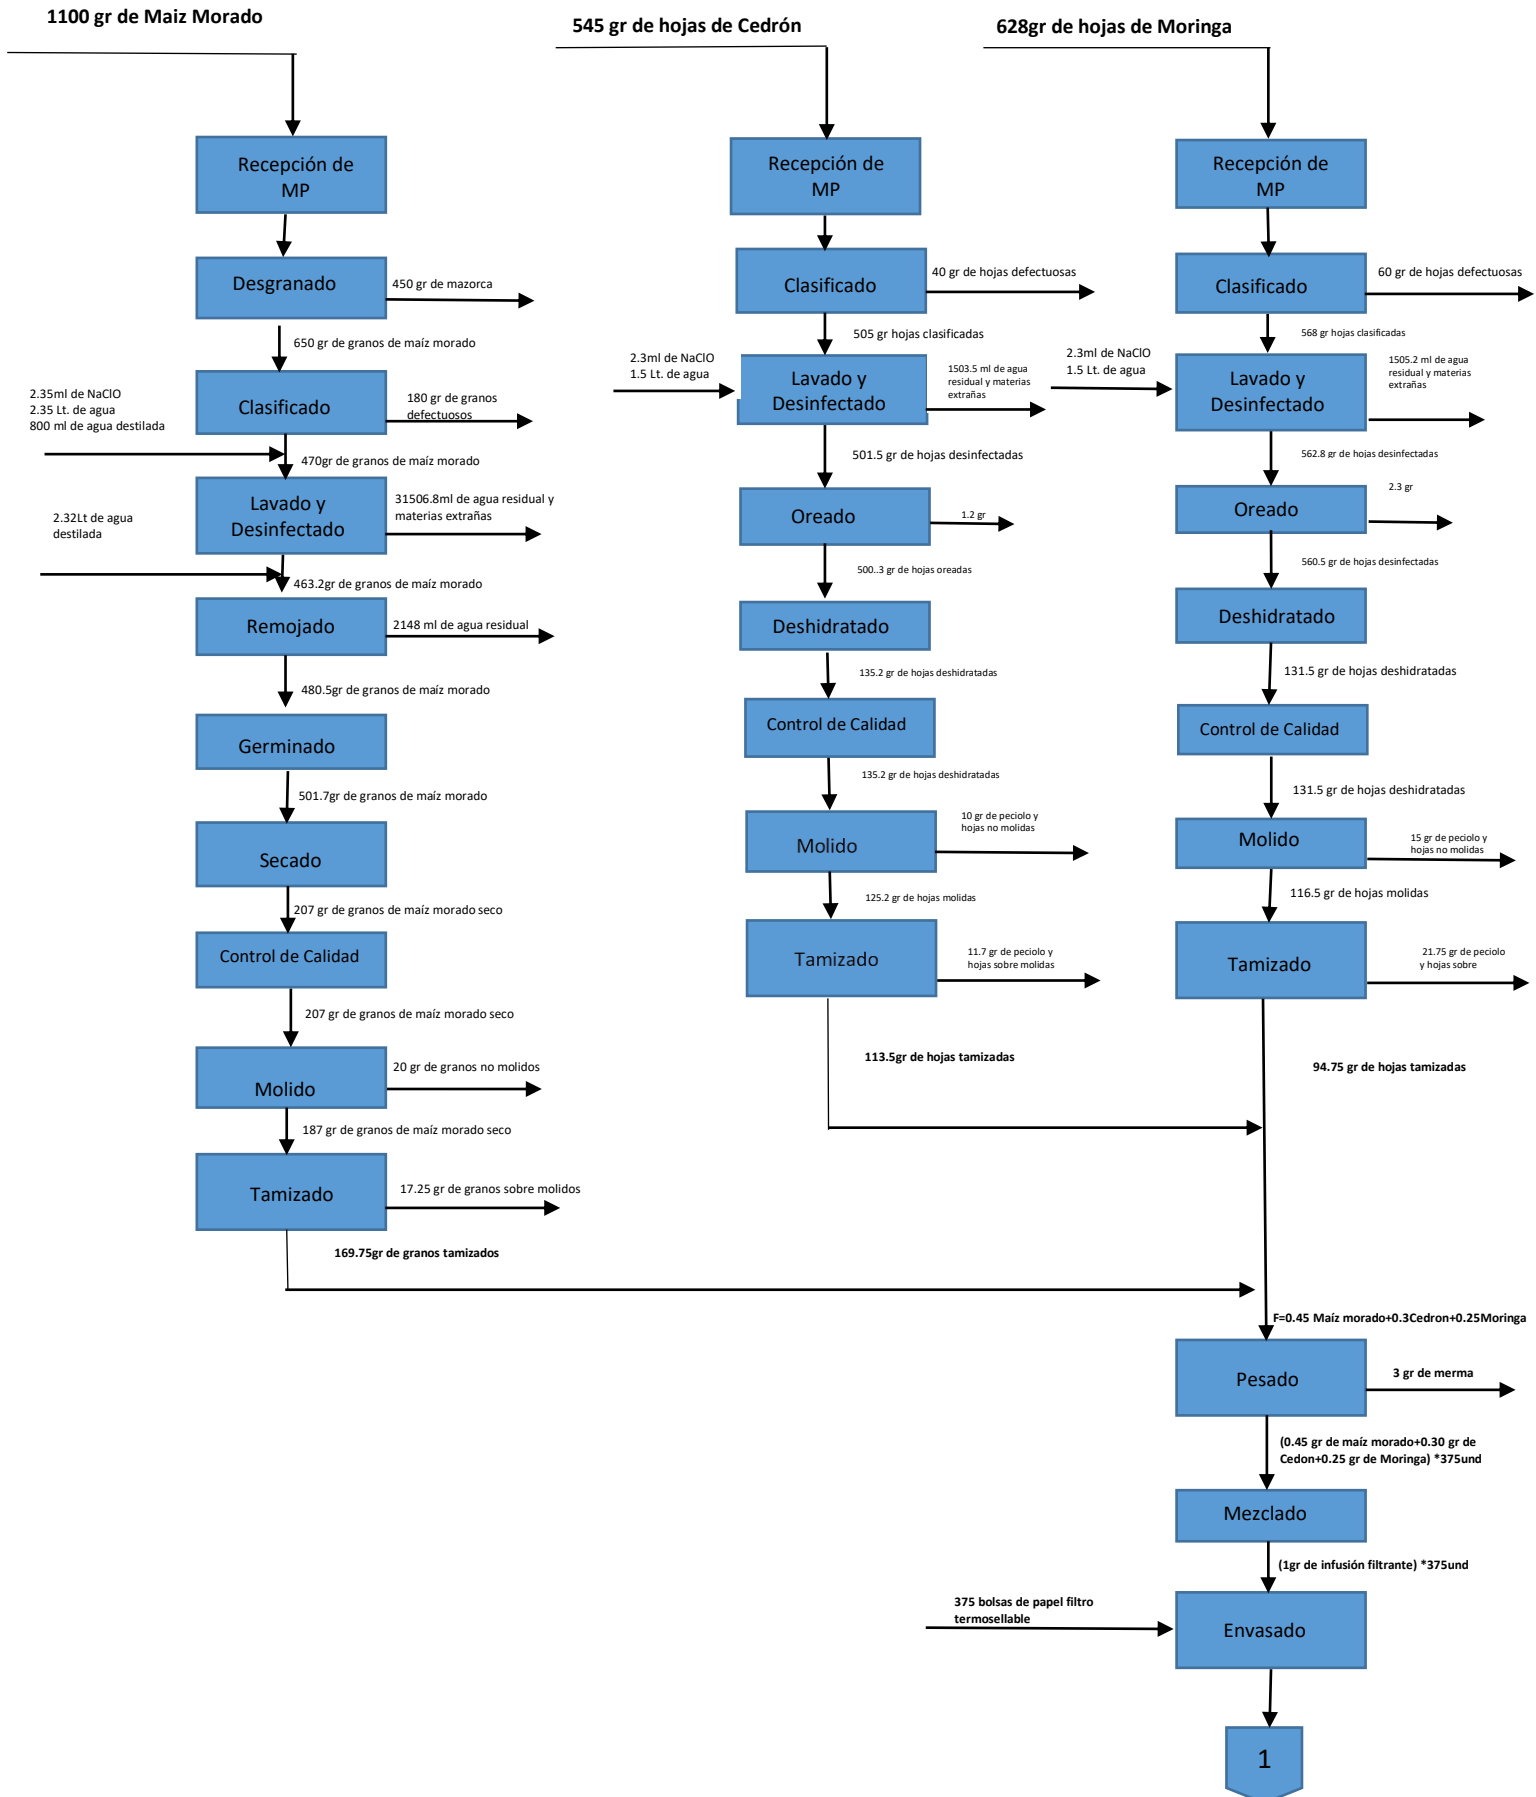 1100 gr de Maiz Morado
Recepción de
MP
Desgranado
450 gr de mazorca
650 gr de granos de maíz morado
Clasificado
180 gr de granos
defectuosos
2.35ml de NaClO
2.35 Lt. de agua
800 ml de agua destilada
470gr de granos de maíz morado
Lavado y
Desinfectado
31506.8ml de agua residual y
materias extrañas
2.32Lt de agua
destilada
463.2gr de granos de maíz morado
Remojado
2148 ml de agua residual
480.5gr de granos de maíz morado
Germinado
501.7gr de granos de maíz morado
Secado
207 gr de granos de maíz morado seco
Control de Calidad
207 gr de granos de maíz morado seco
Molido
20 gr de granos no molidos
187 gr de granos de maíz morado seco
Tamizado
17.25 gr de granos sobre molidos
169.75gr de granos tamizados
545 gr de hojas de Cedrón
Recepción de
MP
Clasificado
40 gr de hojas defectuosas
505 gr hojas clasificadas
2.3ml de NaClO
1.5 Lt. de agua
Lavado y
Desinfectado
1503.5 ml de agua
residual y materias
extrañas
501.5 gr de hojas desinfectadas
Oreado
1.2 gr
500..3 gr de hojas oreadas
Deshidratado
135.2 gr de hojas deshidratadas
Control de Calidad
135.2 gr de hojas deshidratadas
Molido
10 gr de peciolo y
hojas no molidas
125.2 gr de hojas molidas
Tamizado
11.7 gr de peciolo y
hojas sobre molidas
113.5gr de hojas tamizadas
628gr de hojas de Moringa
Recepción de
MP
Clasificado
60 gr de hojas defectuosas
568 gr hojas clasificadas
2.3ml de NaClO
1.5 Lt. de agua
Lavado y
Desinfectado
1505.2 ml de agua
residual y materias
extrañas
562.8 gr de hojas desinfectadas
Oreado
2.3 gr
560.5 gr de hojas desinfectadas
Deshidratado
131.5 gr de hojas deshidratadas
Control de Calidad
131.5 gr de hojas deshidratadas
Molido
15 gr de peciolo y
hojas no molidas
116.5 gr de hojas molidas
Tamizado
21.75 gr de peciolo
y hojas sobre
94.75 gr de hojas tamizadas
F=0.45 Maíz morado+0.3Cedron+0.25Moringa
Pesado
3 gr de merma
(0.45 gr de maíz morado+0.30 gr de
Cedon+0.25 gr de Moringa) *375und
Mezclado
(1gr de infusión filtrante) *375und
375 bolsas de papel filtro
termosellable
Envasado
1